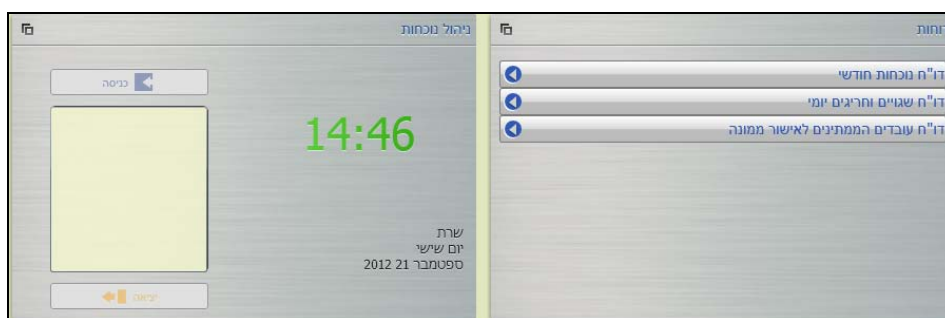 ניהול נוכחות
כניסה
14:46
שרת
יום שישי
ספטמבר 21 2012
יציאה
דו"ח נוכחות חודשי
דו"ח שגויים וחריגים יומי
דו"ח עובדים הממתינים לאישור ממונה